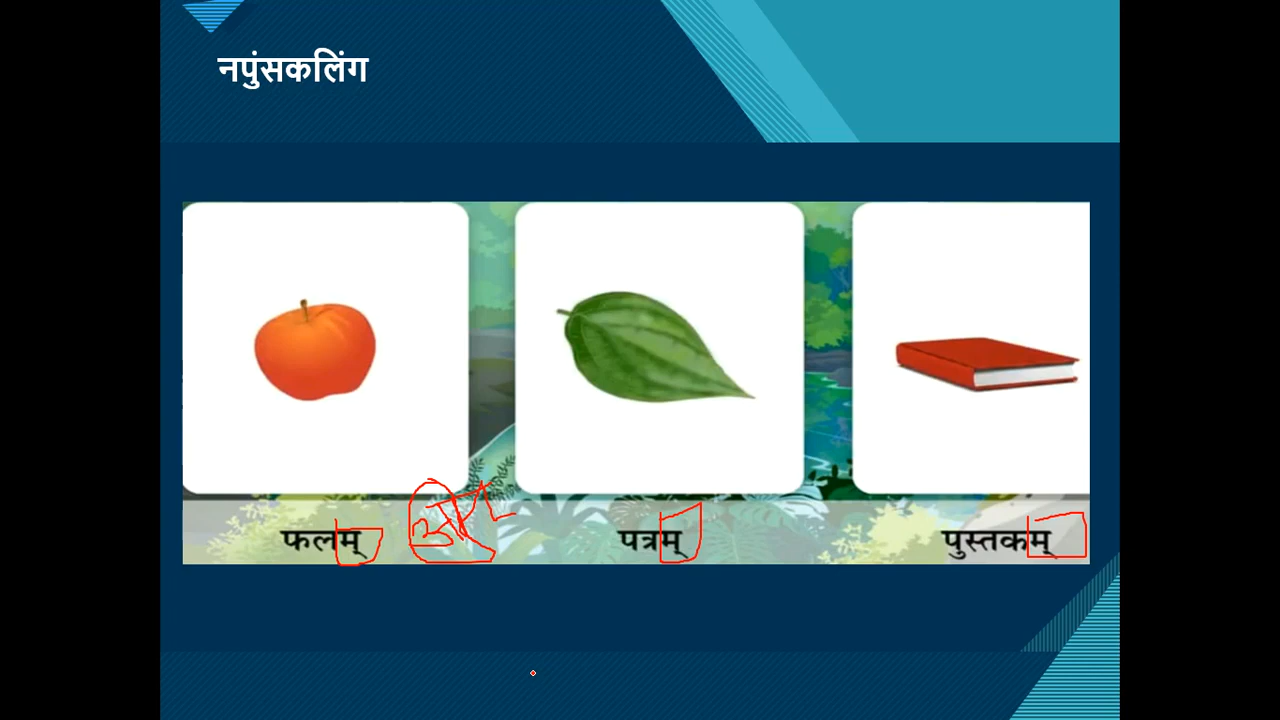 नपुंसकलिंग
फलम् पत्रम् पुस्तकम्